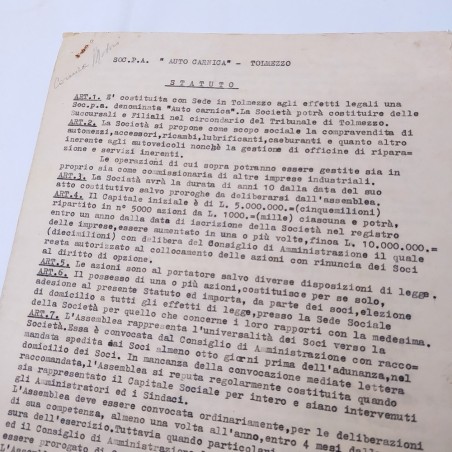 SOC.P.A. "AUTO CARNICA" - TOLMEZZO
STATUTO
ART.1. E' costituita con Sede in Tolmezzo agli effetti legali una
Soc.p.a. denominata "Auto carnica".La Società potrà costituire delle
Succursali e Filiali nel circondario del Tribunale di Tolmezzo.
ART.2. La Società si propone come scopo sociale la compravendita di
automezzi,accessori,ricambi,lubrificanti,carburanti e quanto altro
inerente agli autoveicoli nonchè la gestione di officine di ripara-
zione e servizi inerenti.
Le operazioni di cui sopra potranno essere gestite sia in
proprio sia come commissionaria di altre imprese industriali.
ART.3. La Società avrà la durata di anni 10 dalla data del suo
atto costitutivo salvo proroghe da deliberarsi dall'assemblea.
ART.4. Il Capitale iniziale è di L. 5.000.000.=(cinquemilioni)
ripartito in n° 5000 azioni da L. 1000.=(mille) ciascuna e potrà,
entro un anno dalla data di iscrizione della Società nel registro
delle imprese,essere aumentato in una o più volte,finoa L. 10.000.000.=
(diecimilioni) con delibera del Consiglio di Amministrazione il quale
resta autorizzato al collocamento delle azioni con rinuncia dei Soci
al diritto di opzione.
ART.5. Le azioni sono al portatore salvo diverse disposizioni di legge.
ART.6. Il possesso di una o più azioni,costituisce per se solo,
adesione al presente Statuto ed importa, da parte dei soci,elezione
di domicilio a tutti gli effetti di legge,presso la Sede Sociale
della Società per quello che concerne i loro rapporti con la medesima.
ART.7. L'Assemblea rappresenta l'universalità dei Soci verso la
Società.Essa è convocata dal Consiglio di Amministrazione con racco=
mandata spedita dai Soci almeno otto giorni prima dell'adunanza,nel
domicilio dei Soci. In mancanza della convocazione mediate lettera
raccomandata,l'Assemblea si reputa regolarmente costituita quando
sia rappresentato il Capitale Sociale per intero e siano intervenuti
gli Amministratori ed i Sindaci.
L'Assemblea deve essere convocata ordinariamente,per le deliberazioni
di sua competenza, almeno una volta all'anno,entro 4 mesi dalla
sura dell'esercizio.Tuttavia quando particolari
ed il Consiglio di Amministrazione
essere prorogato di
L'Assemblea